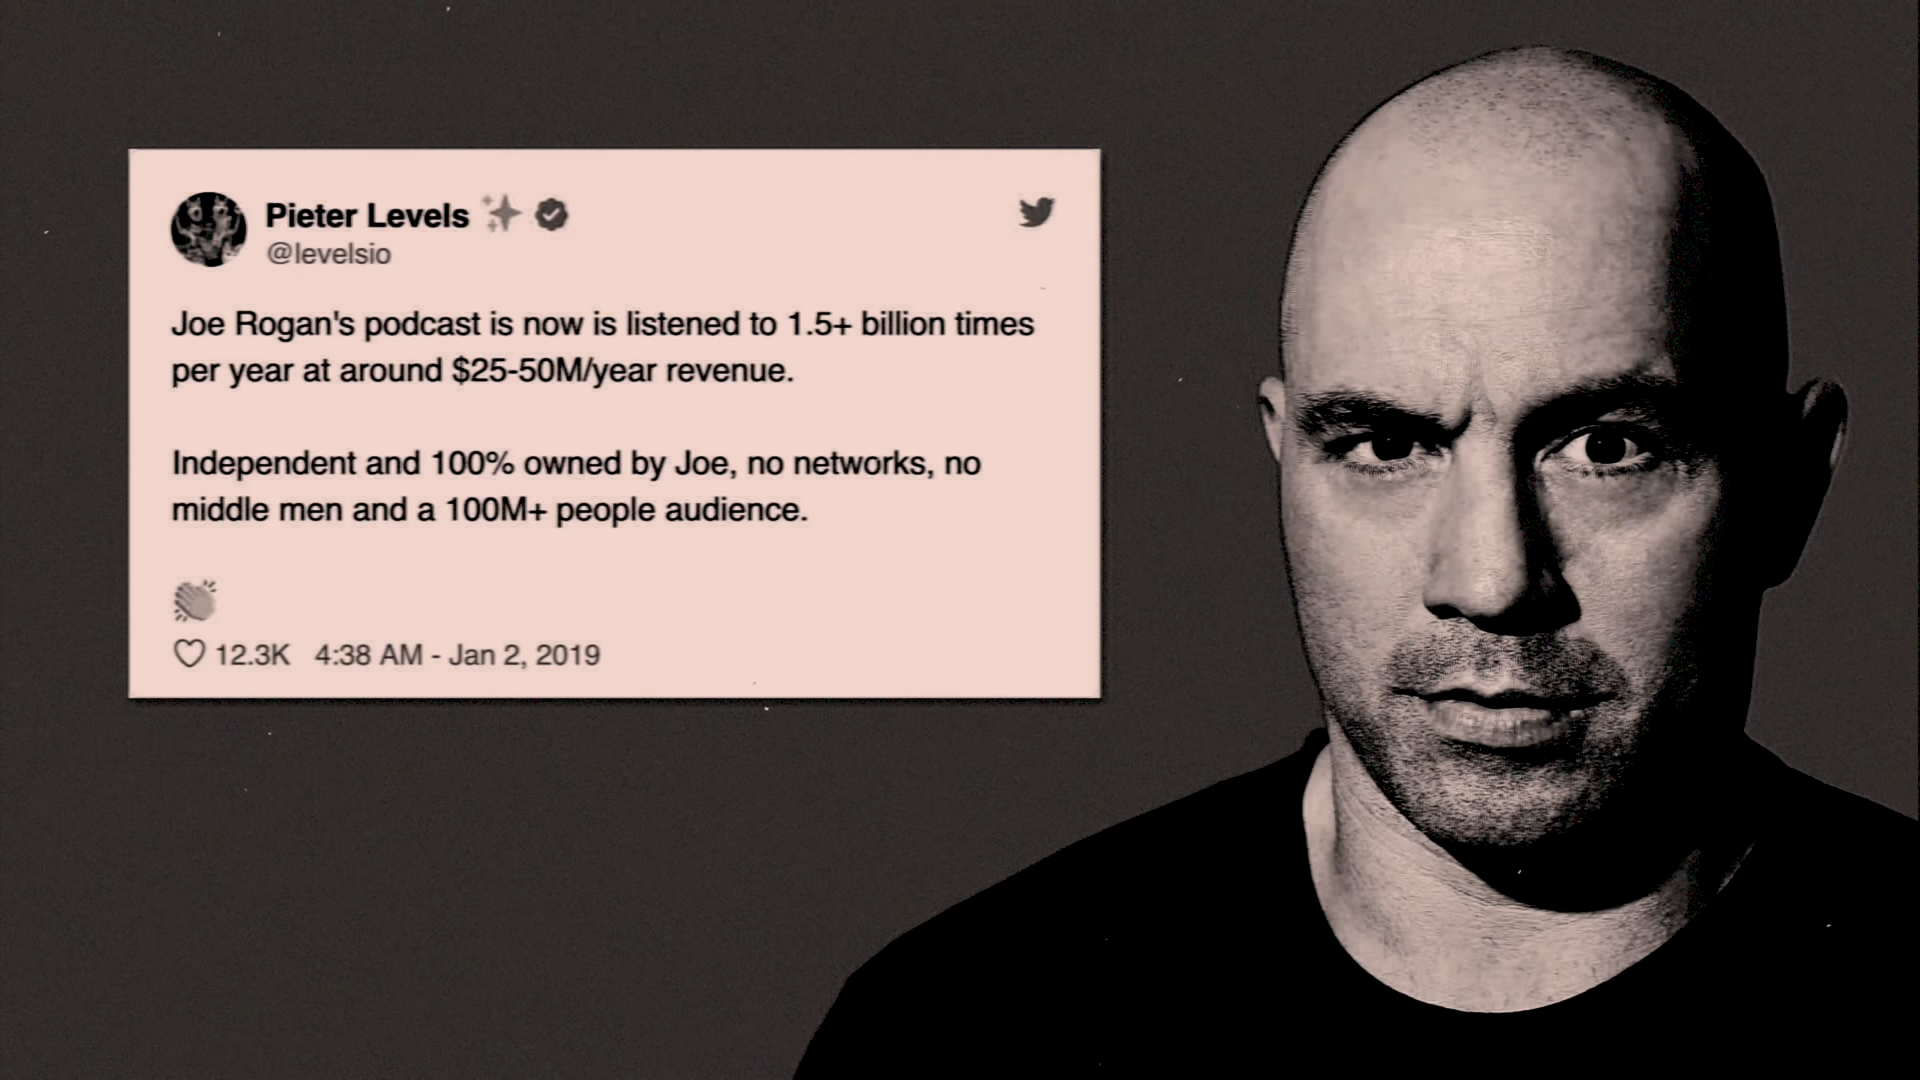 Pieter Levels ✨
@levelsio
Joe Rogan's podcast is now is listened to 1.5+ billion times
per year at around $25-50M/year revenue.
Independent and 100% owned by Joe, no networks, no
middle men and a 100M+ people audience.
👏
12.3K 4:38 AM - Jan 2, 2019